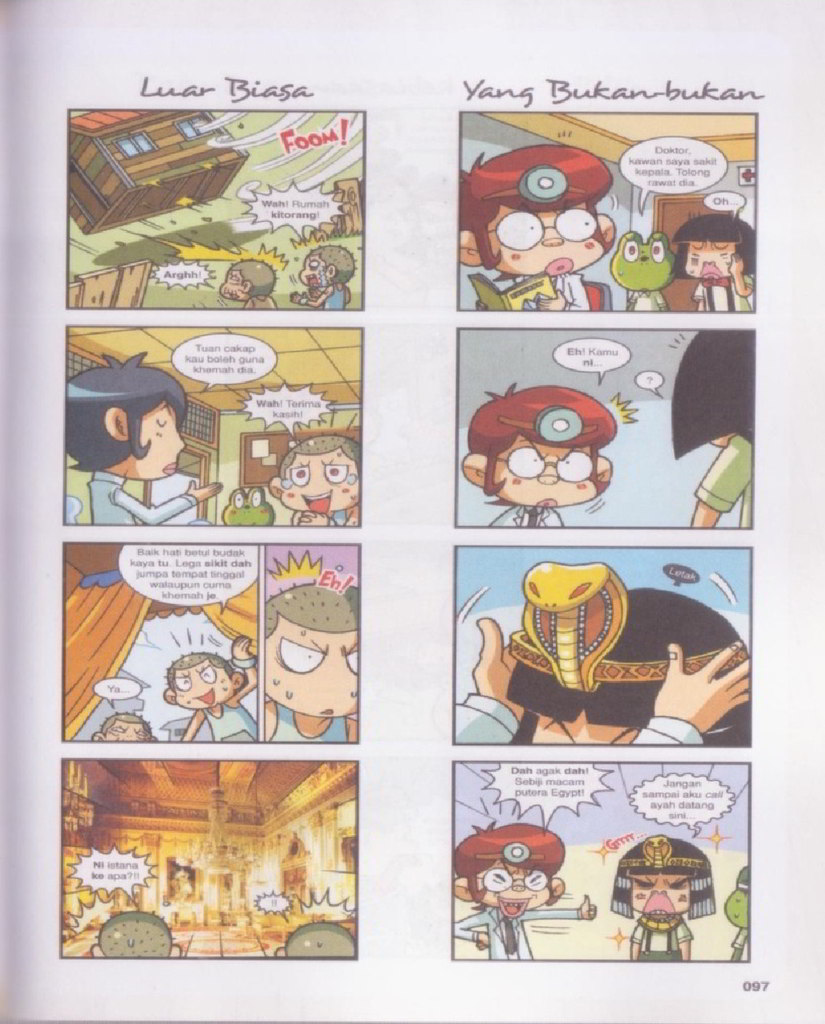 Luar Biasa
FOOM!
Wah! Rumah
kitorang!
Arghh!
Tuan cakap
kau boleh guna
khemah dia.
Wah! Terima
kasih!
Baik hati betul budak
kaya tu. Lega sikit dah
jumpa tempat tinggal
walaupun cuma
khemah je.
Ya...
Eh!
Ni istana
ke apa?!!
!!
Yang Bukan-bukan
Doktor,
kawan saya sakit
kepala. Tolong
rawat dia.
Oh...
Eh! Kamu
ni...
?
Letak
Dah agak dah!
Sebiji macam
putera Egypt!
Jangan
sampai aku call
ayah datang
sini...
Grrr...
097